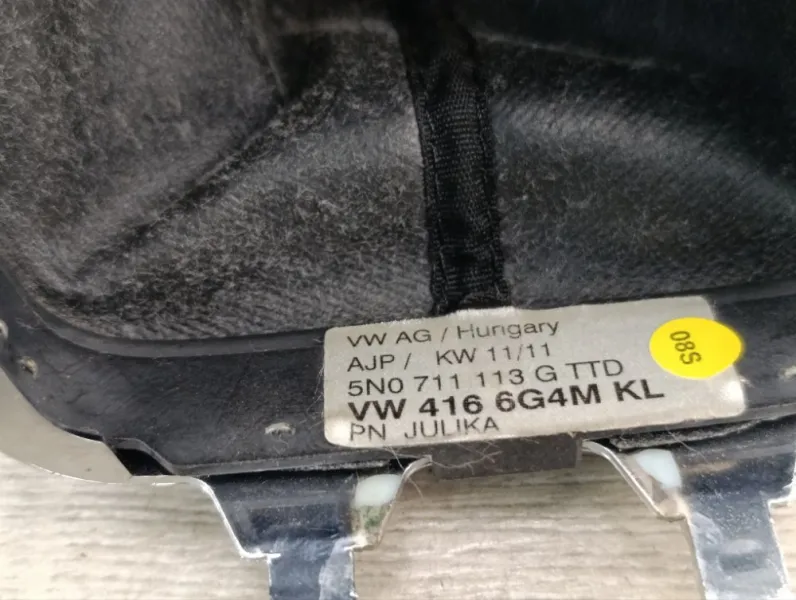 VW AG / Hungary
AJP / KW 11/11
5N0 711 113 G TTD
VW 416 6G4M KL
PN JULIKA
08S